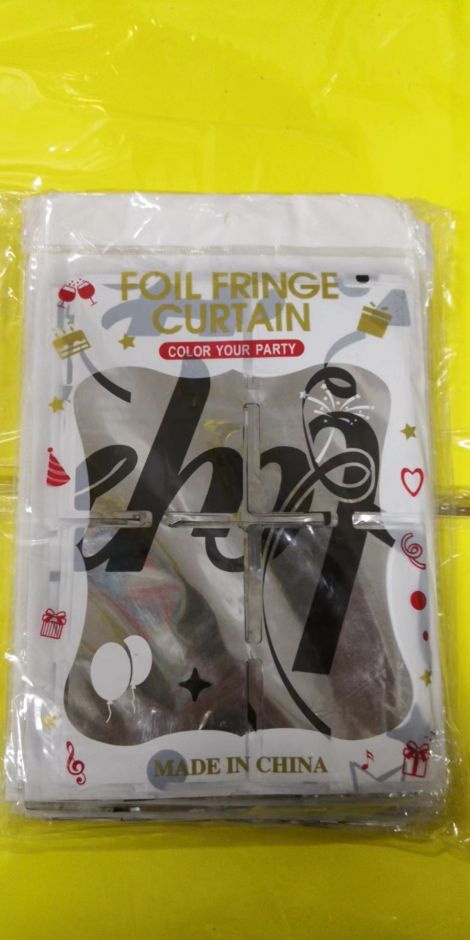 FOIL FRINGE
CURTAIN
COLOR YOUR PARTY
MADE IN CHINA